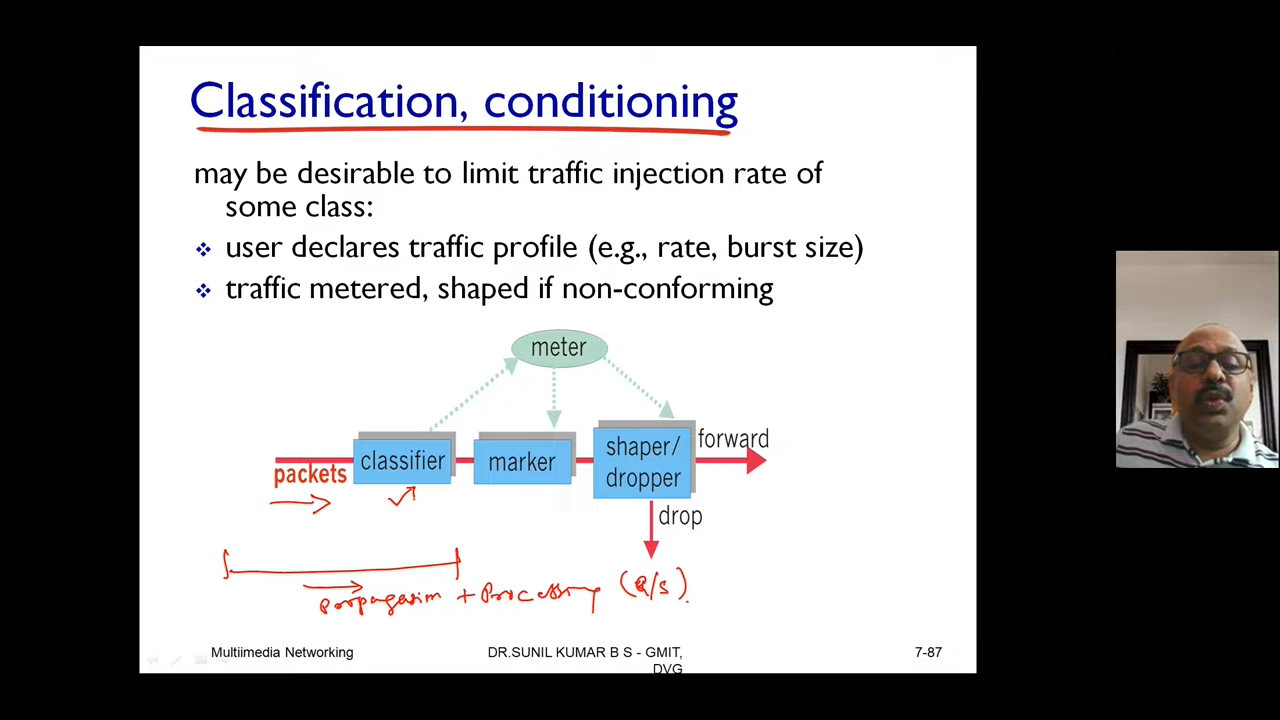 Classification, conditioning
may be desirable to limit traffic injection rate of
some class:
user declares traffic profile (e.g., rate, burst size)
traffic metered, shaped if non-conforming
meter
classifier
marker
shaper/
dropper
forward
packets
drop
+ Processing
Multiimedia Networking
DR.SUNIL KUMAR B S - GMIT,
DVG
7-87